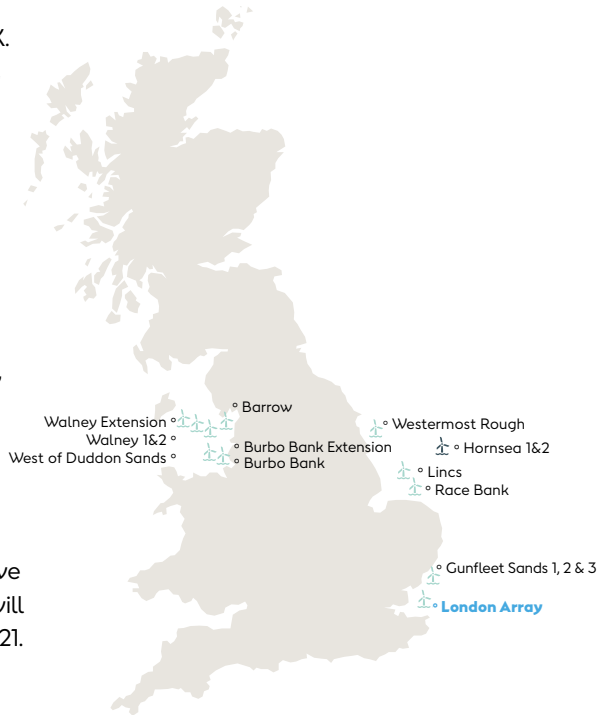 X.
Barrow
Walney Extension
Westermost Rough
Walney 1&2
Burbo Bank Extension
Hornsea 1&2
West of Duddon Sands
Burbo Bank
Lincs
Race Bank
Gunfleet Sands 1, 2 & 3
London Array
21.